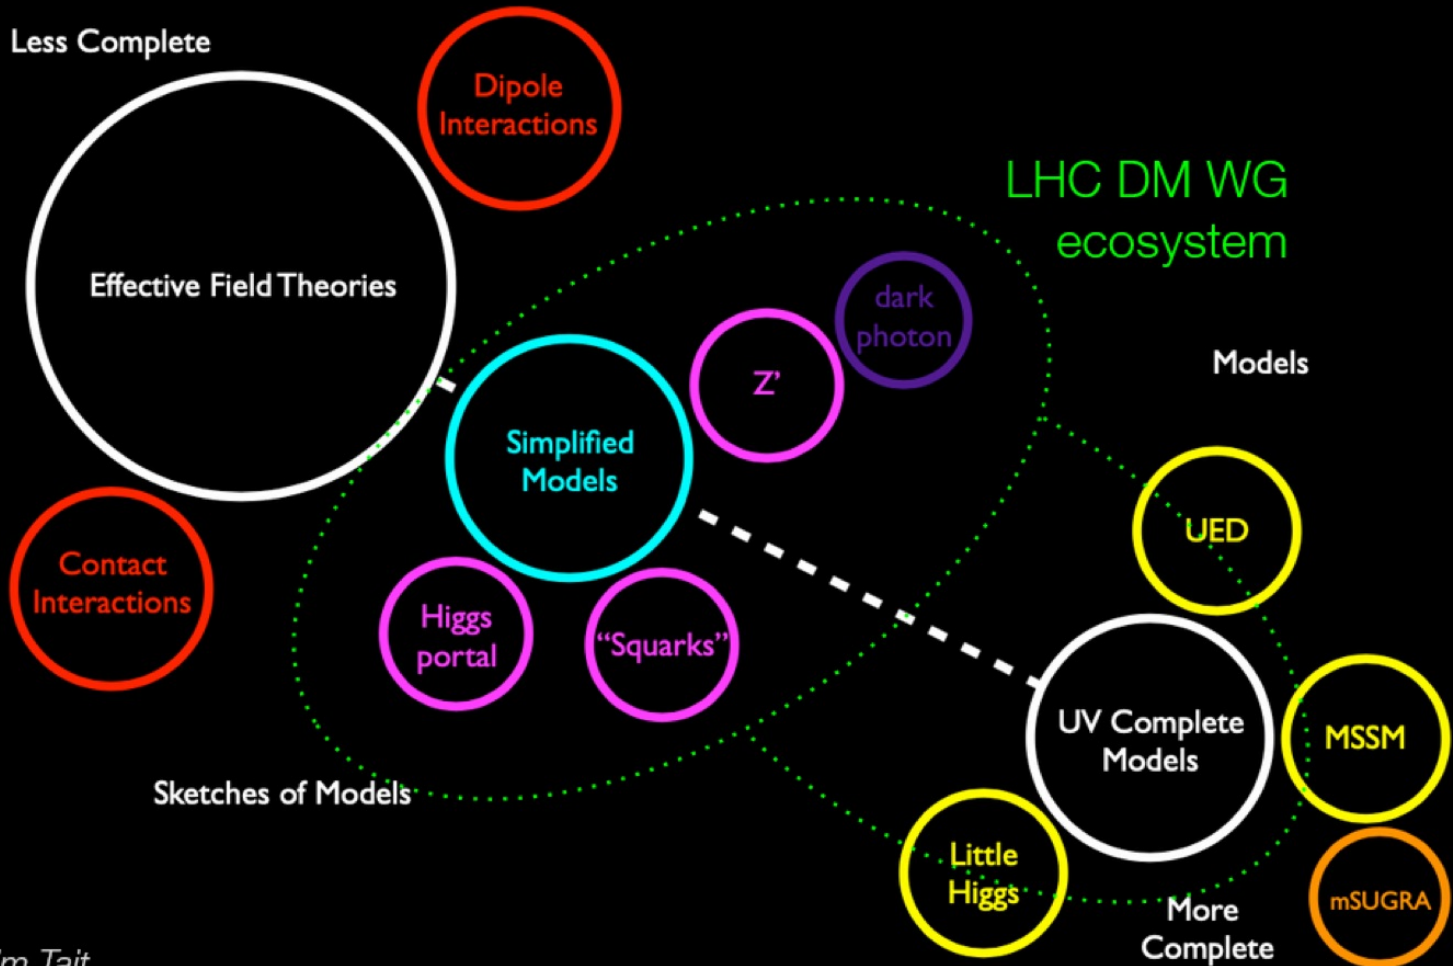 Less Complete
Dipole
Interactions
LHC DM WG
ecosystem
Effective Field Theories
dark
photon
Models
Z’
Simplified
Models
UED
Contact
Interactions
Higgs
portal
“Squarks”
UV Complete
Models
MSSM
Sketches of Models
Little
Higgs
mSUGRA
More
Complete
Tait